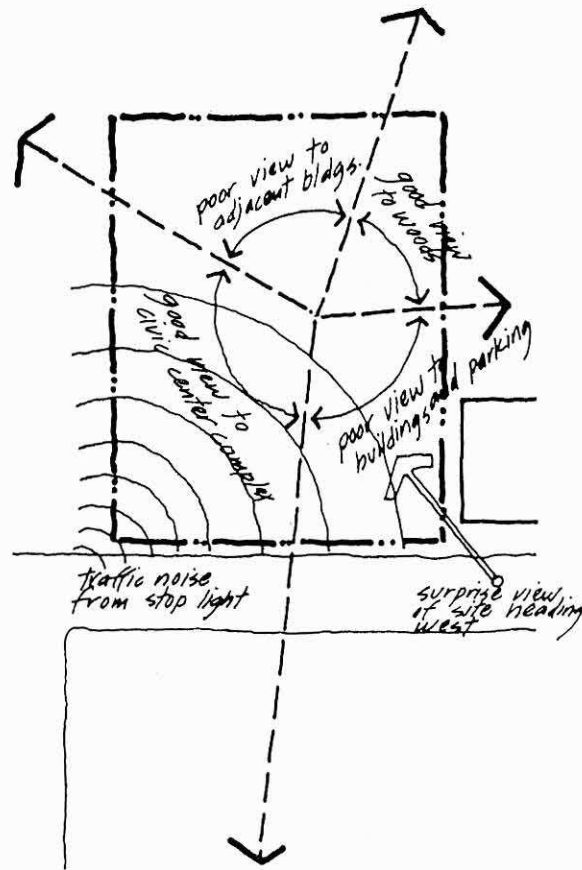 poor view to
adjacent bldgs.
good view
to woods
good view to
civic
center complex
poor view to
buildings and parking
traffic noise
from stop light
surprise view
of site heading
west